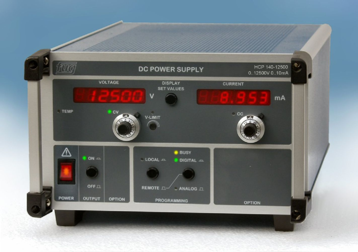 DC POWER SUPPLY
HCP 140-12500
0..12500V 0..10mA
VOLTAGE
DISPLAY
SET VALUES
CURRENT
12500 V
8.953 mA
TEMP
CV
V-LIMIT
CC
ON
OFF
LOCAL
REMOTE
BUSY
DIGITAL
ANALOG
POWER
OUTPUT
OPTION
PROGRAMMING
OPTION